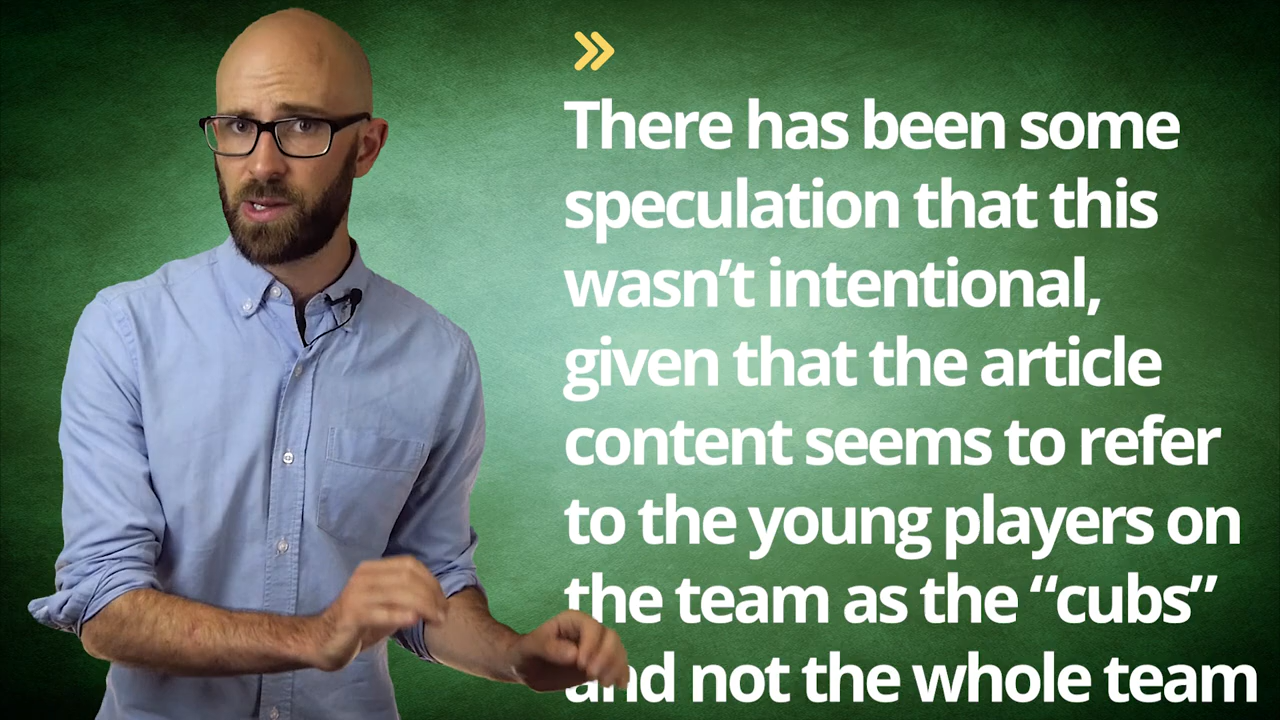 There has been some
speculation that this
wasn’t intentional,
given that the article
content seems to refer
to the young players on
the team as the “cubs”
and not the whole team